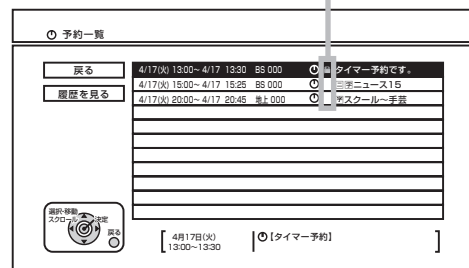 予約一覧
戻る
履歴を見る
4/17(火) 13:00~ 4/17 13:30 BS 000 タイマー予約です。
4/17(火) 15:00~ 4/17 15:25 BS 000 ニュース15
4/17(火) 20:00~ 4/17 20:45 地上 000 スクール~手芸
選択・移動
スクロール 決定
戻る
4月17日(火)
13:00~13:30
【タイマー予約】